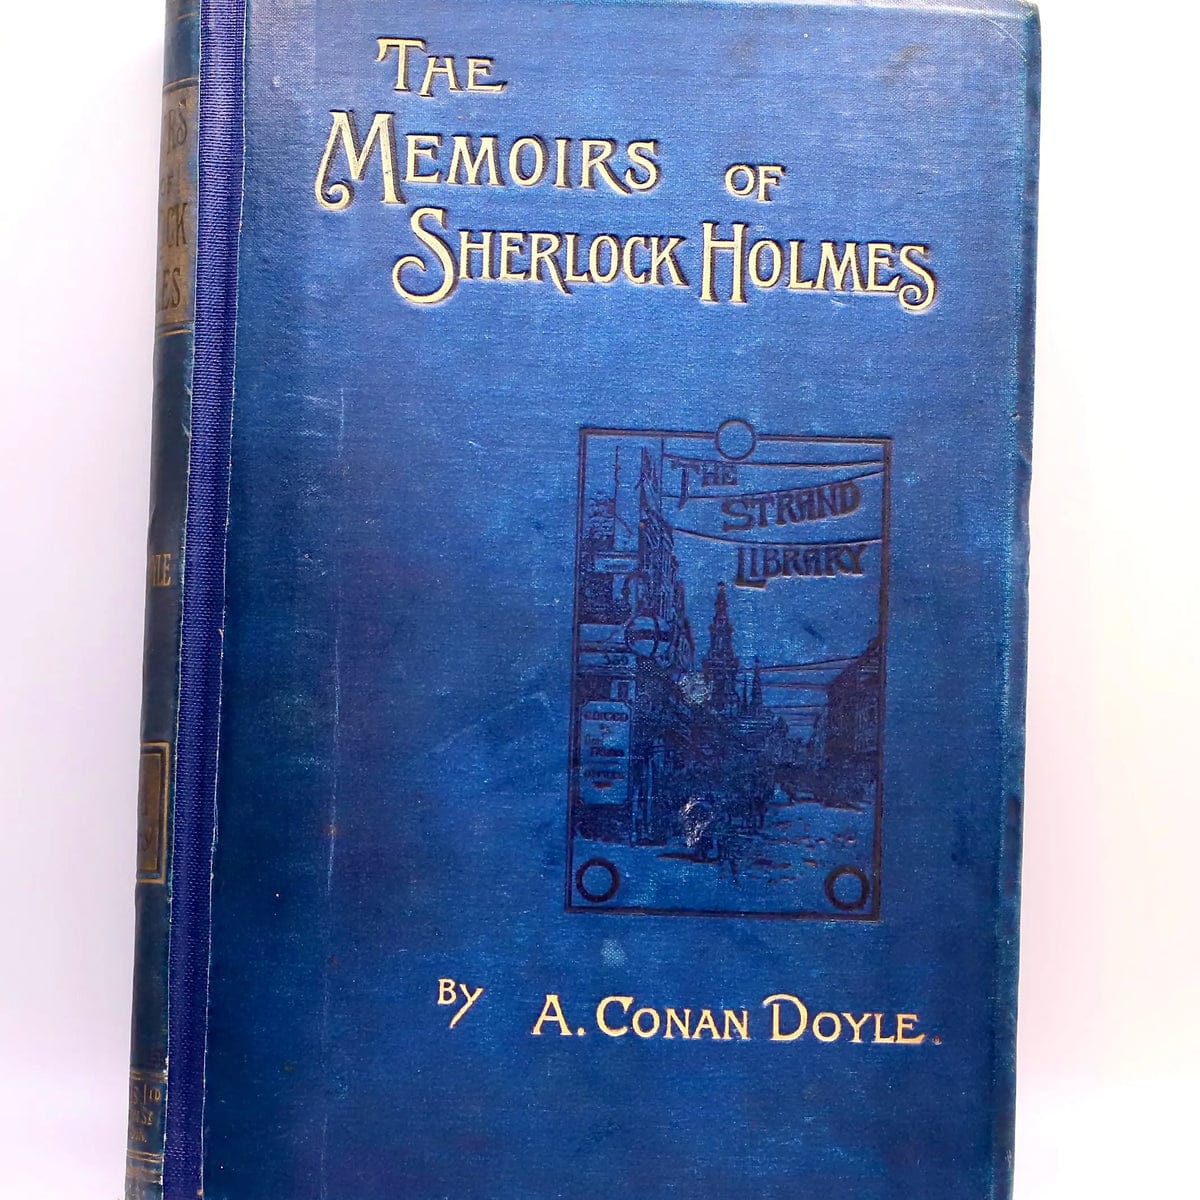 THE
MEMOIRS OF
SHERLOCK HOLMES
THE
STRAND
LIBRARY
BY A. CONAN DOYLE.